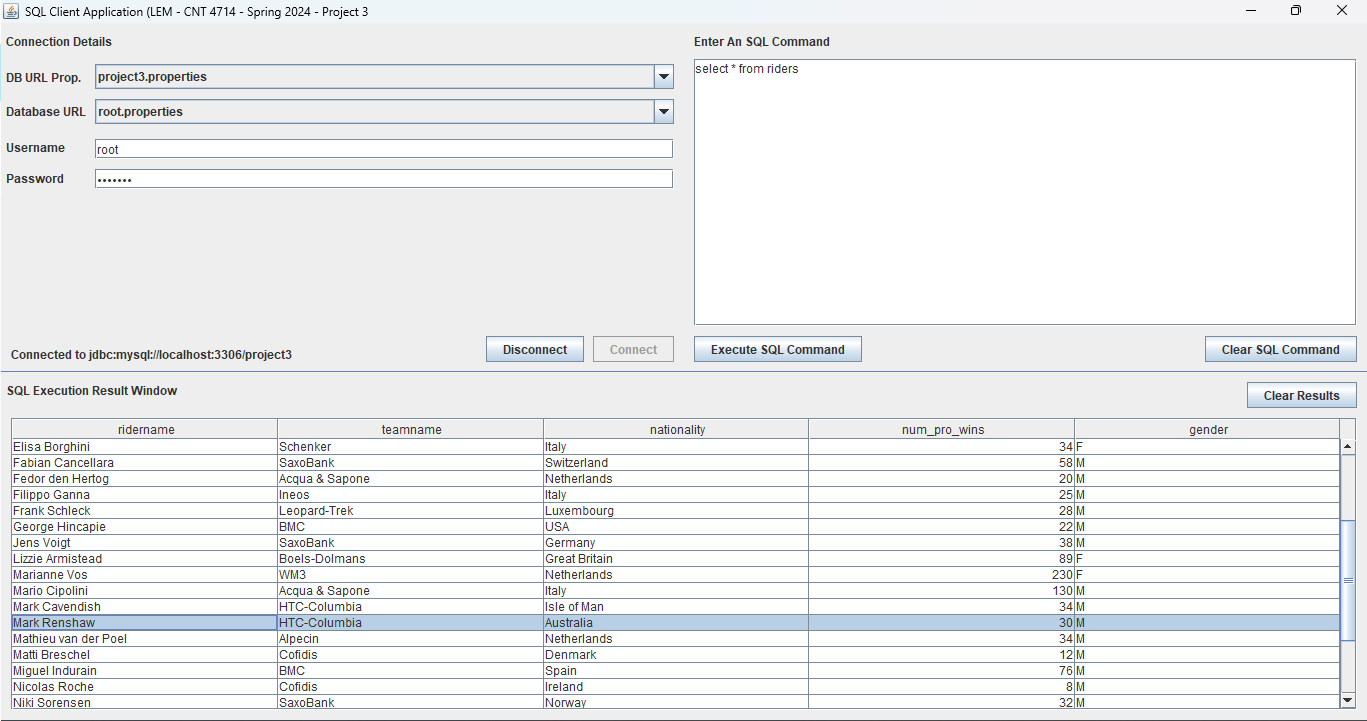 SQL Client Application (LEM - CNT 4714 - Spring 2024 - Project 3
Connection Details
DB URL Prop. project3.properties
Database URL root.properties
Username root
Password •••••••
Connected to jdbc:mysql://localhost:3306/project3 Disconnect Connect
Enter An SQL Command
select * from riders
Execute SQL Command Clear SQL Command
SQL Execution Result Window Clear Results
ridername teamname nationality num_pro_wins gender
Elisa Borghini Schenker Italy 34 F
Fabian Cancellara SaxoBank Switzerland 58 M
Fedor den Hertog Acqua & Sapone Netherlands 20 M
Filippo Ganna Ineos Italy 25 M
Frank Schleck Leopard-Trek Luxembourg 28 M
George Hincapie BMC USA 22 M
Jens Voigt SaxoBank Germany 38 M
Lizzie Armistead Boels-Dolmans Great Britain 89 F
Marianne Vos WM3 Netherlands 230 F
Mario Cipolini Acqua & Sapone Italy 130 M
Mark Cavendish HTC-Columbia Isle of Man 34 M
Mark Renshaw HTC-Columbia Australia 30 M
Mathieu van der Poel Alpecin Netherlands 34 M
Matti Breschel Cofidis Denmark 12 M
Miguel Indurain BMC Spain 76 M
Nicolas Roche Cofidis Ireland 8 M
Niki Sorensen SaxoBank Norway 32 M